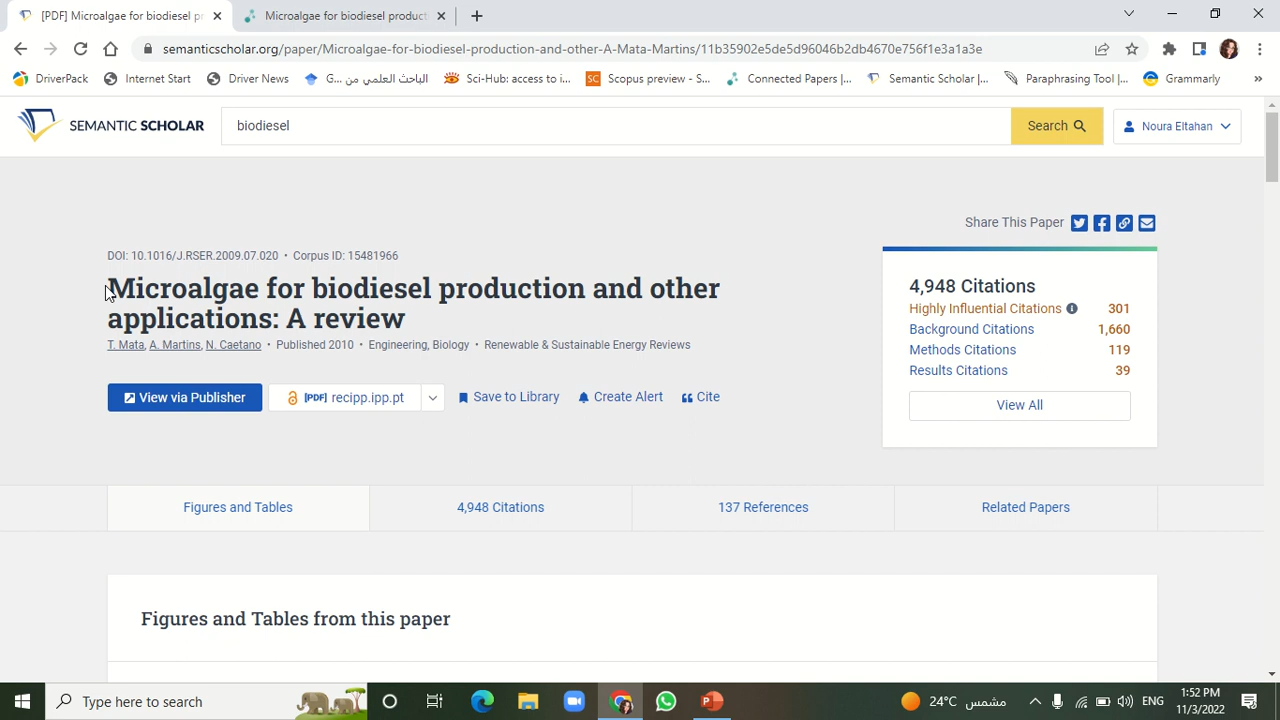 [PDF] Microalgae for biodiesel p
Microalgae for biodiesel product
semanticscholar.org/paper/Microalgae-for-biodiesel-production-and-other-A-Mata-Martins/11b35902e5de5d96046b2db4670e756f1e3a1a3e
DriverPack
Internet Start
Driver News
الباحث العلمي من G...
Sci-Hub: access to i...
Scopus preview - S...
Connected Papers |...
Semantic Scholar |...
Paraphrasing Tool |...
Grammarly
»
SEMANTIC SCHOLAR
biodiesel
Search
Noura Eltahan
Share This Paper
DOI: 10.1016/J.RSER.2009.07.020 • Corpus ID: 15481966
Microalgae for biodiesel production and other
applications: A review
T. Mata, A. Martins, N. Caetano • Published 2010 • Engineering, Biology • Renewable & Sustainable Energy Reviews
View via Publisher
[PDF] recipp.ipp.pt
Save to Library
Create Alert
Cite
4,948 Citations
Highly Influential Citations 301
Background Citations 1,660
Methods Citations 119
Results Citations 39
View All
Figures and Tables
4,948 Citations
137 References
Related Papers
Figures and Tables from this paper
Type here to search
24°C مشمس
ENG
1:52 PM
11/3/2022